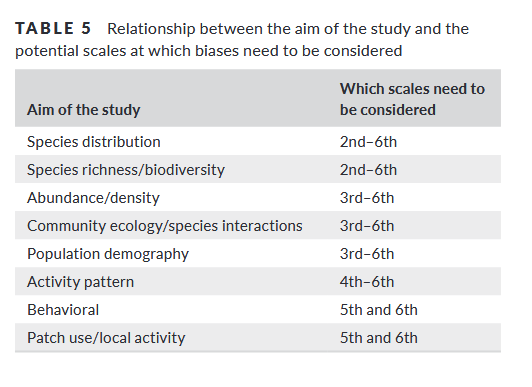 TABLE 5 Relationship between the aim of the study and the
potential scales at which biases need to be considered
Aim of the study Which scales need to be considered
Species distribution 2nd–6th
Species richness/biodiversity 2nd–6th
Abundance/density 3rd–6th
Community ecology/species interactions 3rd–6th
Population demography 3rd–6th
Activity pattern 4th–6th
Behavioral 5th and 6th
Patch use/local activity 5th and 6th